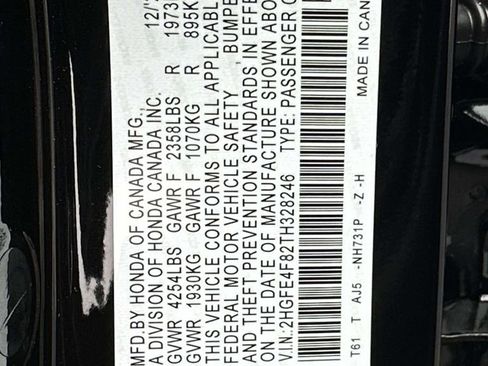 MFD.BY HONDA OF CANADA MFG., 12/
A DIVISION OF HONDA CANADA INC.
GVWR 4254LBS GAWR F 2358LBS R 1973
GVWR 1930KG GAWR F 1070KG R 895K
THIS VEHICLE CONFORMS TO ALL APPLICABL
FEDERAL MOTOR VEHICLE SAFETY, BUMPE
AND THEFT PREVENTION STANDARDS IN EFFE
ON THE DATE OF MANUFACTURE SHOWN ABO
V.IN.:2HGFE4F82TH328246 TYPE: PASSENGER C
T61 T AJ5 -NH731P -Z -H MADE IN CAN